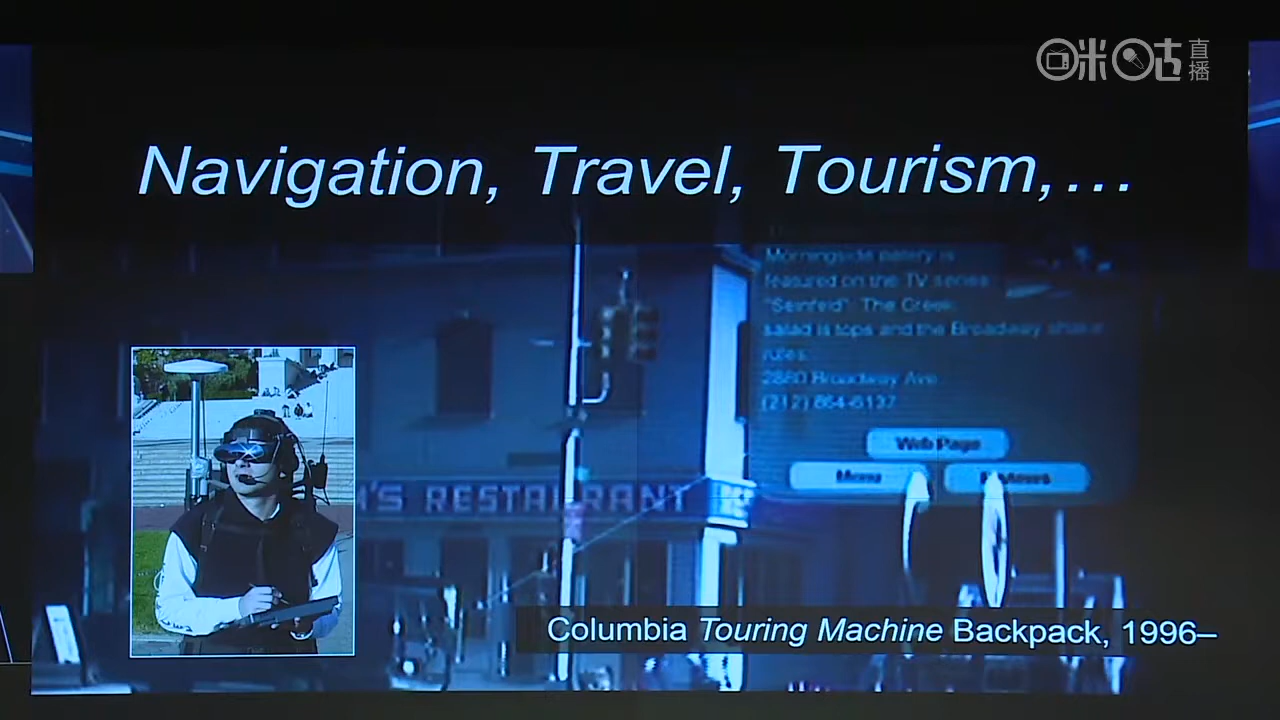 咪咕
直播
Navigation, Travel, Tourism,…
Morningside eatery is
featured on the TV series
"Seinfeld". The Greek
salad is tops and the Broadway shake
rules.
2880 Broadway Ave
(212) 864-6137
Web Page
Menu
'S RESTAURANT
Columbia Touring Machine Backpack, 1996–